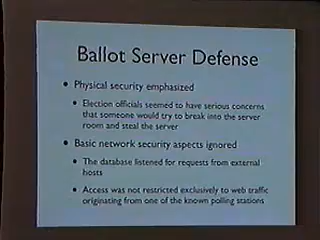 Ballot Server Defense
• Physical security emphasized
• Election officials seemed to have serious concerns
that someone would try to break into the server
room and steal the server
• Basic network security aspects ignored
• The database listened for requests from external
hosts
• Access was not restricted exclusively to web traffic
originating from one of the known polling stations